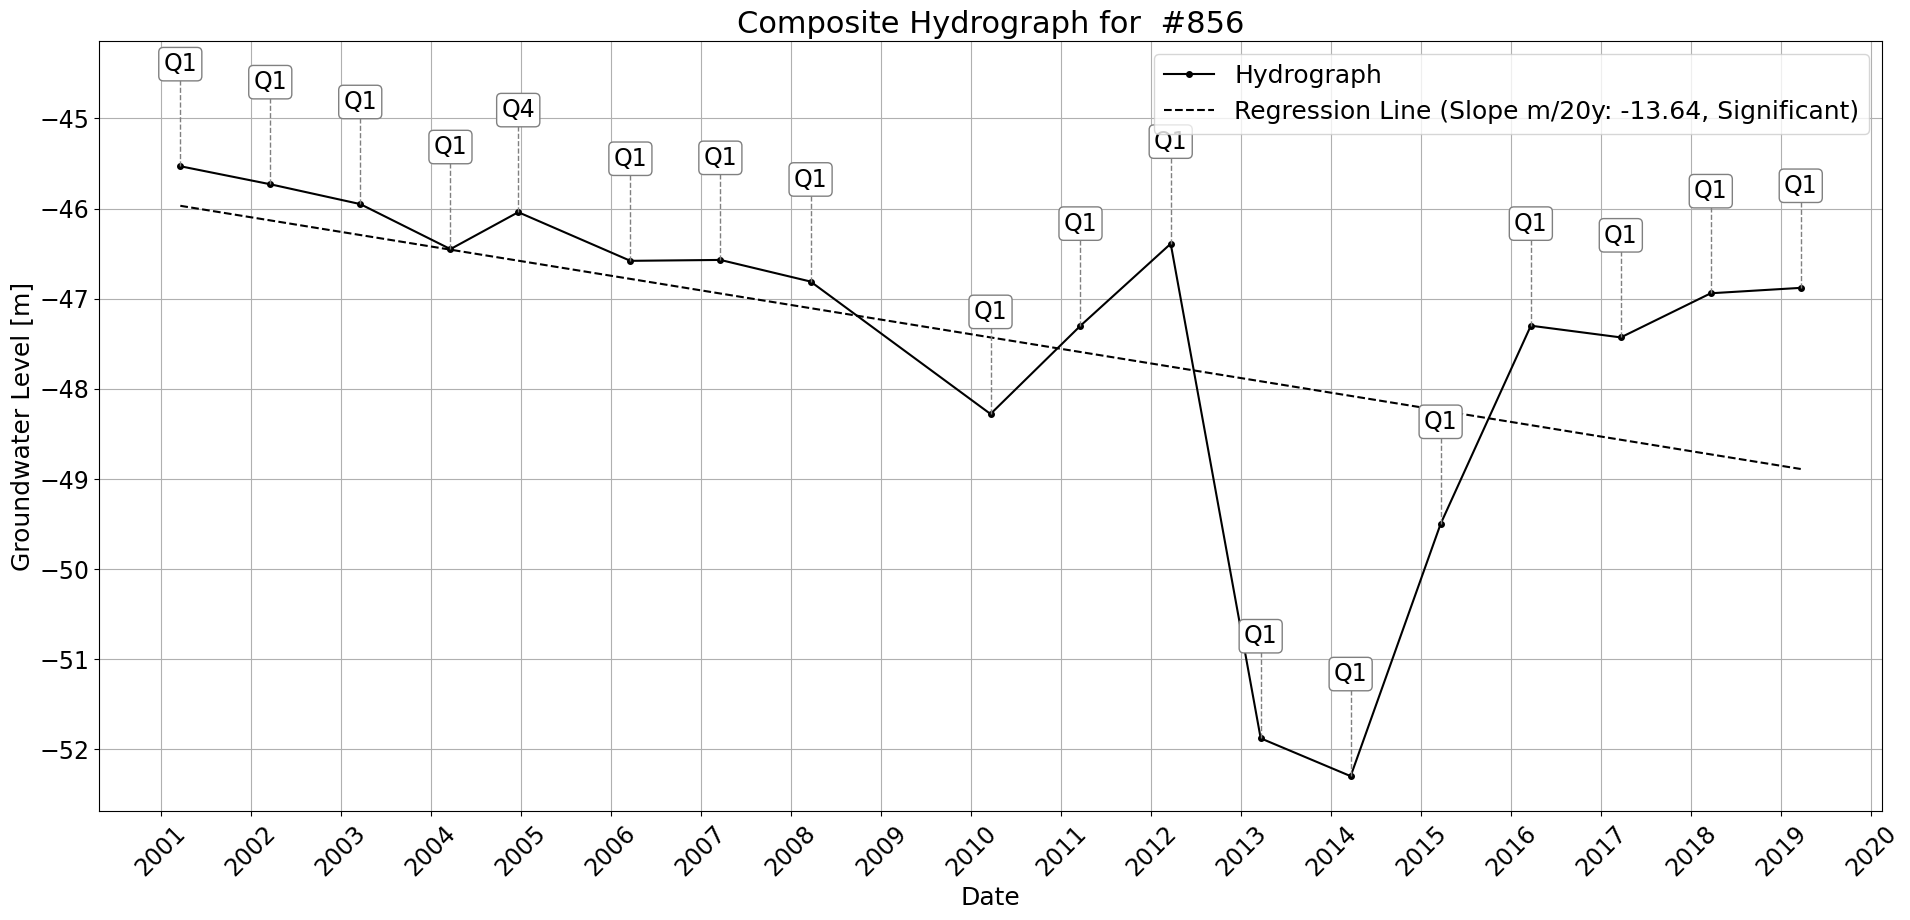 Composite Hydrograph for #856
Hydrograph
Regression Line (Slope m/20y: -13.64, Significant)
Q1
Q1
Q1
Q1
Q4
Q1
Q1
Q1
Q1
Q1
Q1
Q1
Q1
Q1
Q1
Q1
Q1
Q1
Groundwater Level [m]
−45
−46
−47
−48
−49
−50
−51
−52
2001
2002
2003
2004
2005
2006
2007
2008
2009
2010
2011
2012
2013
2014
2015
2016
2017
2018
2019
2020
Date